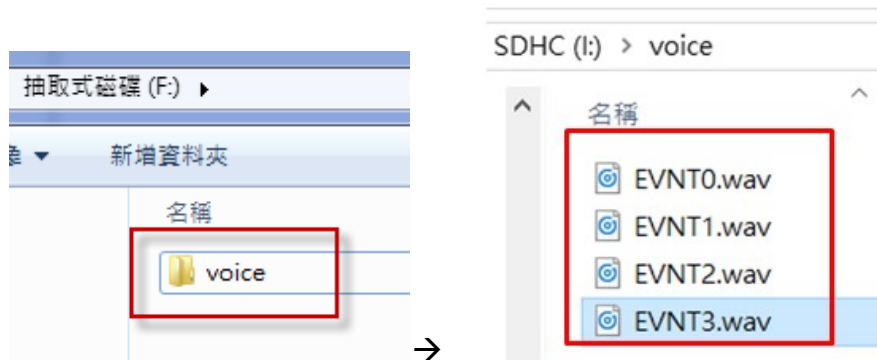 抽取式磁碟 (F:)
新增資料夾
名稱
voice
→
SDHC (I:) > voice
名稱
EVNT0.wav
EVNT1.wav
EVNT2.wav
EVNT3.wav